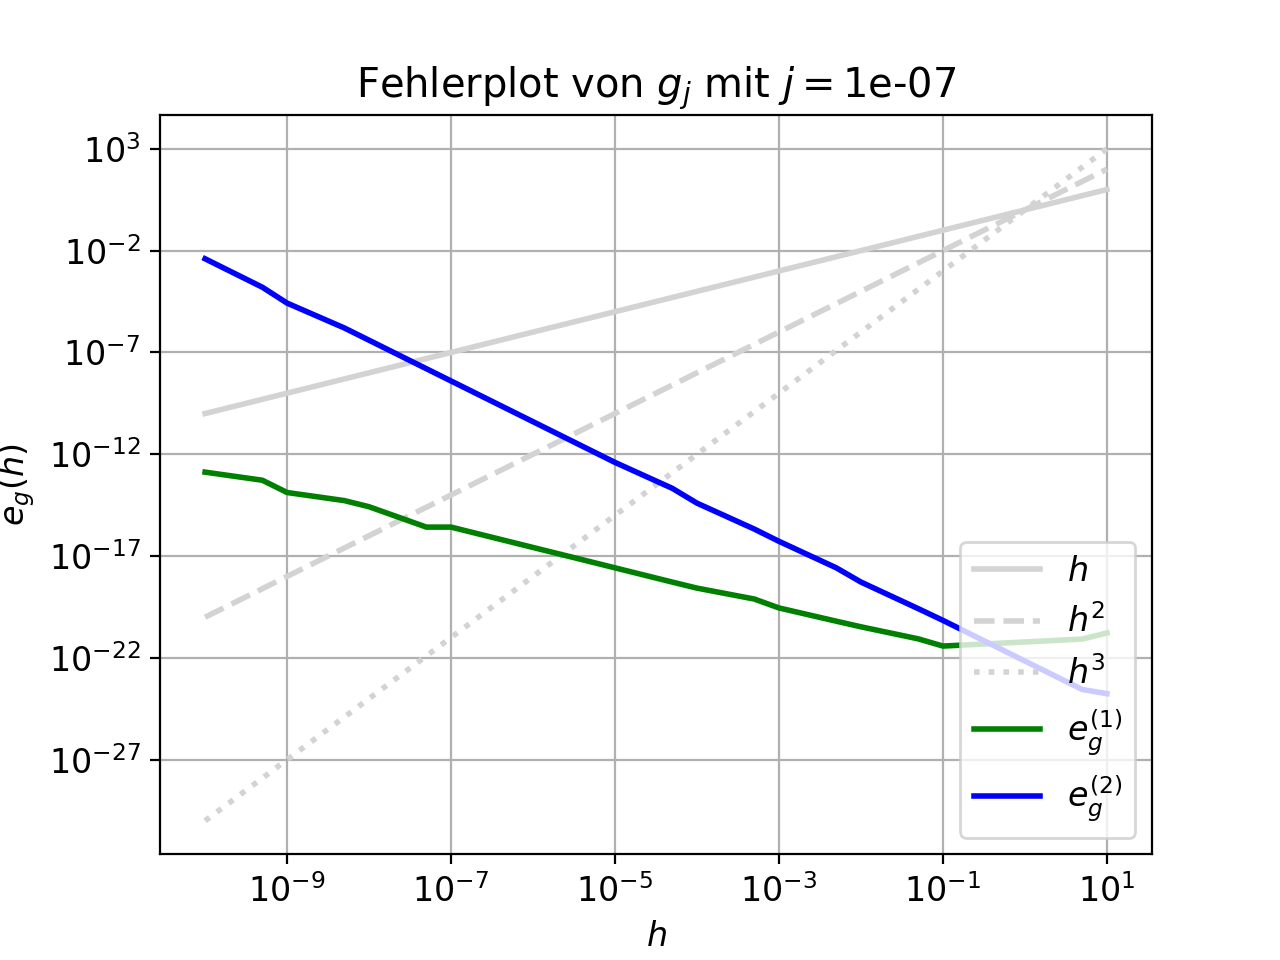 Fehlerplot von $g_j$ mit $j = $1e-07
$10^{3}$
$10^{-2}$
$10^{-7}$
$10^{-12}$
$10^{-17}$
$10^{-22}$
$10^{-27}$
$e_g(h)$
$h$
$h^2$
$h^3$
$e_g^{(1)}$
$e_g^{(2)}$
$10^{-9}$ $10^{-7}$ $10^{-5}$ $10^{-3}$ $10^{-1}$ $10^{1}$
$h$